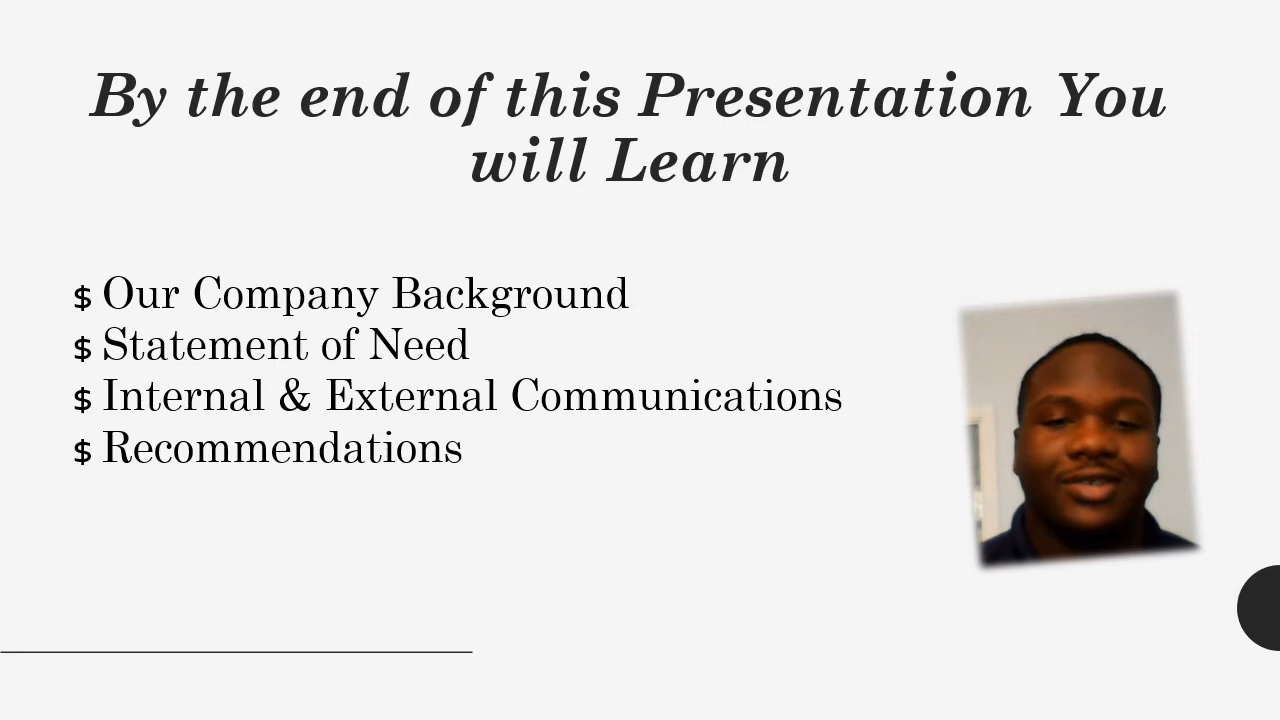 By the end of this Presentation You
will Learn
$ Our Company Background
$ Statement of Need
$ Internal & External Communications
$ Recommendations